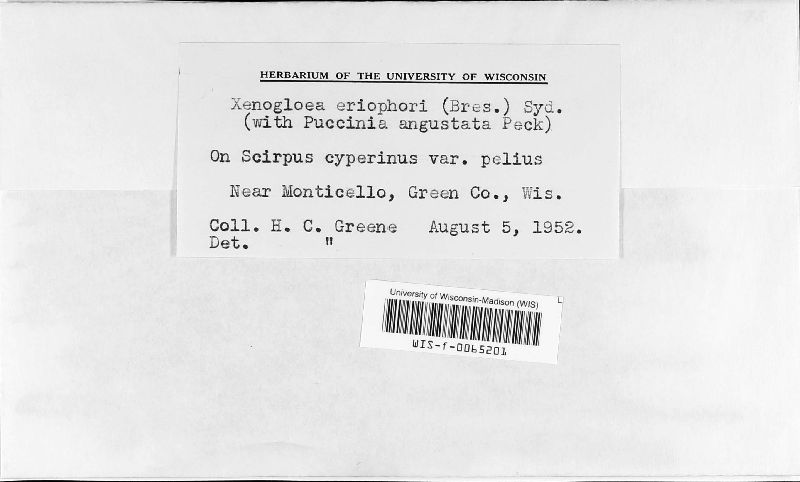 HERBARIUM OF THE UNIVERSITY OF WISCONSIN
Xenogloea eriophori (Bres.) Syd.
(with Puccinia angustata Peck)
On Scirpus cyperinus var. pelius
Near Monticello, Green Co., Wis.
Coll. H. C. Greene August 5, 1952.
Det. "
University of Wisconsin-Madison (WIS)
WIS-f-0065201